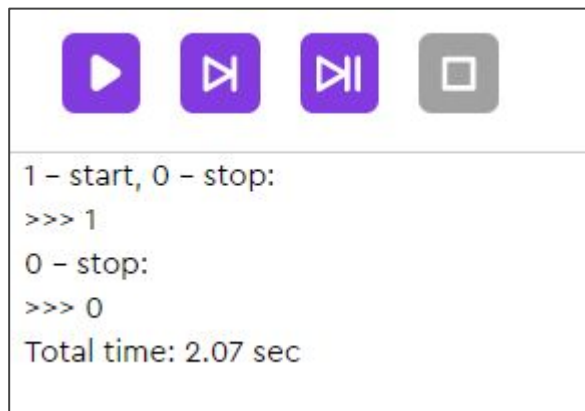 1 – start, 0 – stop:
>>> 1
0 – stop:
>>> 0
Total time: 2.07 sec